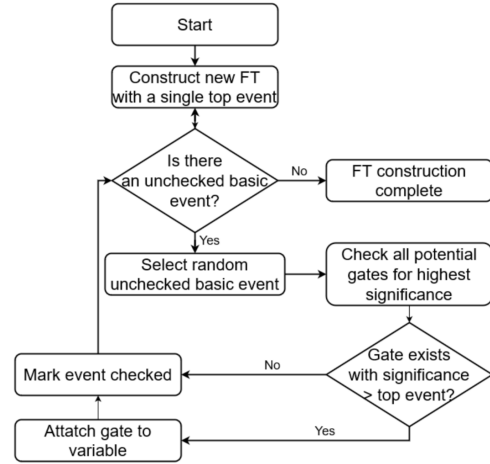 Start
Construct new FT
with a single top event
Is there
an unchecked basic
event?
No
FT construction
complete
Yes
Select random
unchecked basic event
Check all potential
gates for highest
significance
Gate exists
with significance
> top event?
No
Mark event checked
Yes
Attatch gate to
variable